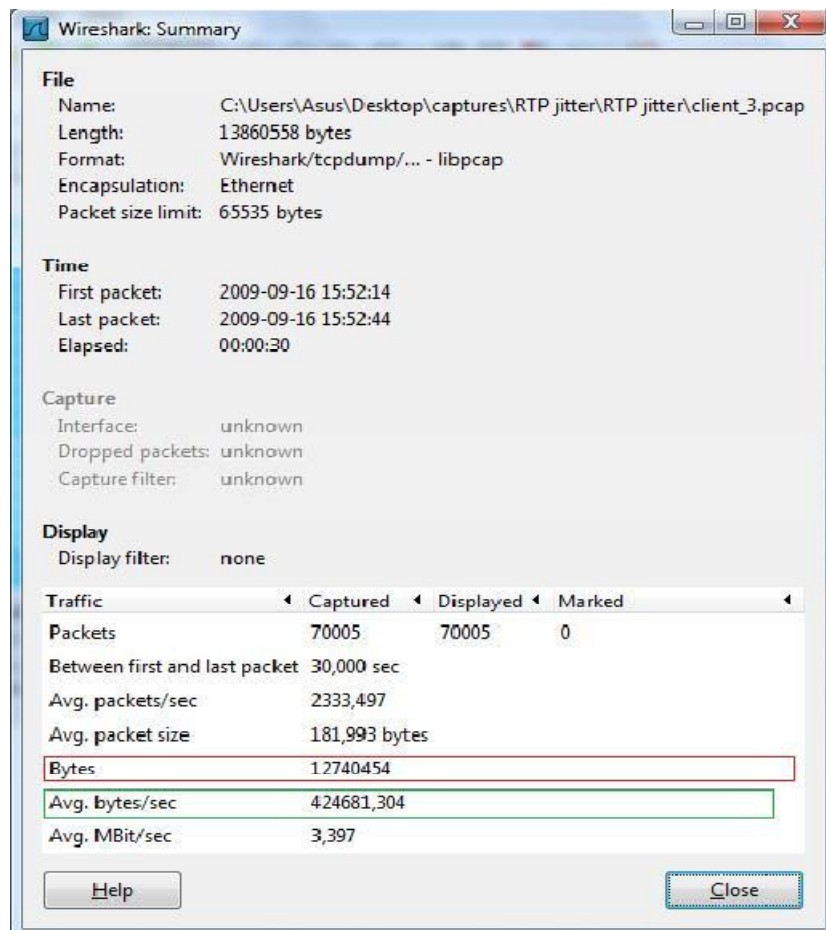 Wireshark: Summary
File
Name: C:\Users\Asus\Desktop\captures\RTP jitter\RTP jitter\client_3.pcap
Length: 13860558 bytes
Format: Wireshark/tcpdump/... - libpcap
Encapsulation: Ethernet
Packet size limit: 65535 bytes
Time
First packet: 2009-09-16 15:52:14
Last packet: 2009-09-16 15:52:44
Elapsed: 00:00:30
Capture
Interface: unknown
Dropped packets: unknown
Capture filter: unknown
Display
Display filter: none
Traffic Captured Displayed Marked
Packets 70005 70005 0
Between first and last packet 30,000 sec
Avg. packets/sec 2333,497
Avg. packet size 181,993 bytes
Bytes 12740454
Avg. bytes/sec 424681,304
Avg. MBit/sec 3,397
Help Close